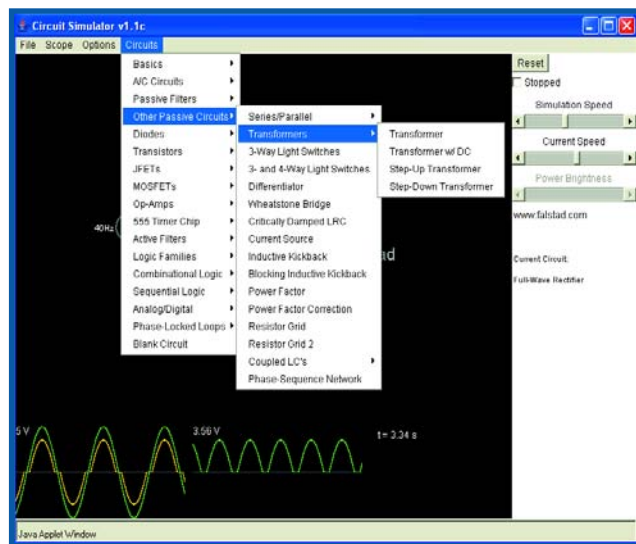 Circuit Simulator v1.1c
File Scope Options Circuits
Basics
A/C Circuits
Passive Filters
Other Passive Circuits
Diodes
Transistors
JFETs
MOSFETs
Op-Amps
555 Timer Chip
Active Filters
Logic Families
Combinational Logic
Sequential Logic
Analog/Digital
Phase-Locked Loops
Blank Circuit
Series/Parallel
Transformers
3-Way Light Switches
3- and 4-Way Light Switches
Differentiator
Wheatstone Bridge
Critically Damped LRC
Current Source
Inductive Kickback
Blocking Inductive Kickback
Power Factor
Power Factor Correction
Resistor Grid
Resistor Grid 2
Coupled LC's
Phase-Sequence Network
Transformer
Transformer w/ DC
Step-Up Transformer
Step-Down Transformer
Reset
Stopped
Simulation Speed
Current Speed
Power Brightness
www.falstad.com
Current Circuit:
Full-Wave Rectifier
40Hz
ad
5 V
3.56 V
t = 3.34 s
Java Applet Window